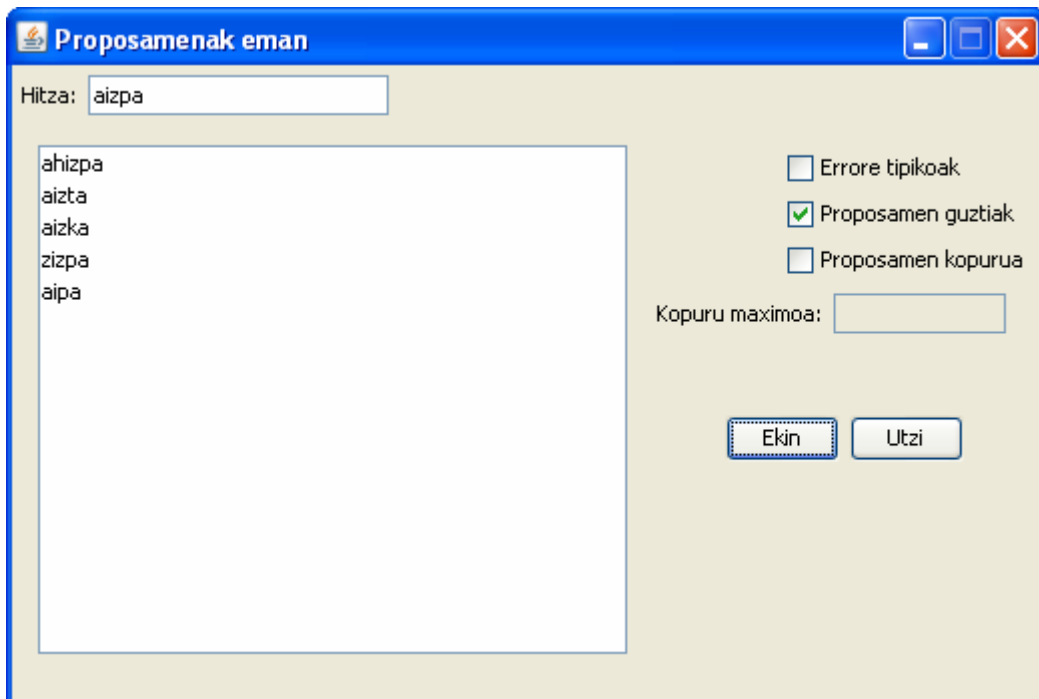 Proposamenak eman
Hitza: aizpa
ahizpa
aizta
aizka
zizpa
aipa
Errore tipikoak
Proposamen guztiak
Proposamen kopurua
Kopuru maximoa:
Ekin Utzi